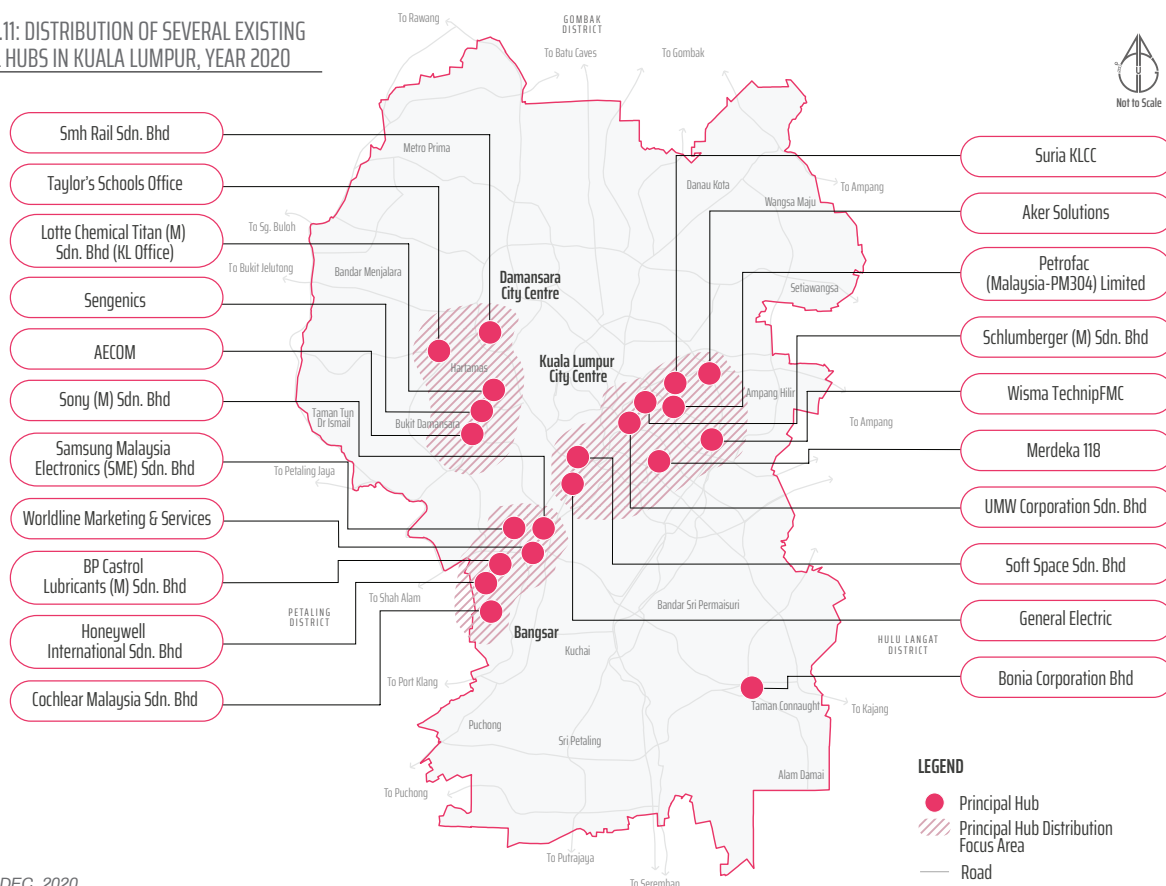 .11: DISTRIBUTION OF SEVERAL EXISTING
HUBS IN KUALA LUMPUR, YEAR 2020
To Rawang
GOMBAK
DISTRICT
To Batu Caves
To Gombak
Not to Scale
Smh Rail Sdn. Bhd
Taylor's Schools Office
Lotte Chemical Titan (M)
Sdn. Bhd (KL Office)
Sengenics
AECOM
Sony (M) Sdn. Bhd
Samsung Malaysia
Electronics (SME) Sdn. Bhd
Worldline Marketing & Services
BP Castrol
Lubricants (M) Sdn. Bhd
Honeywell
International Sdn. Bhd
Cochlear Malaysia Sdn. Bhd
Metro Prima
Danau Kota
Wangsa Maju
To Ampang
To Sg. Buloh
To Bukit Jelutong
Bandar Menjalara
Damansara
City Centre
Setiawangsa
Hartamas
Kuala Lumpur
City Centre
Ampang Hilir
Taman Tun
Dr Ismail
Bukit Damansara
To Ampang
To Petaling Jaya
To Shah Alam
PETALING
DISTRICT
Bangsar
Bandar Sri Permaisuri
Kuchai
HULU LANGAT
DISTRICT
To Port Klang
Taman Connaught
To Kajang
Puchong
Sri Petaling
Alam Damai
To Puchong
To Putrajaya
To Seremban
Suria KLCC
Aker Solutions
Petrofac
(Malaysia-PM304) Limited
Schlumberger (M) Sdn. Bhd
Wisma TechnipFMC
Merdeka 118
UMW Corporation Sdn. Bhd
Soft Space Sdn. Bhd
General Electric
Bonia Corporation Bhd
LEGEND
Principal Hub
Principal Hub Distribution
Focus Area
Road
DEC, 2020